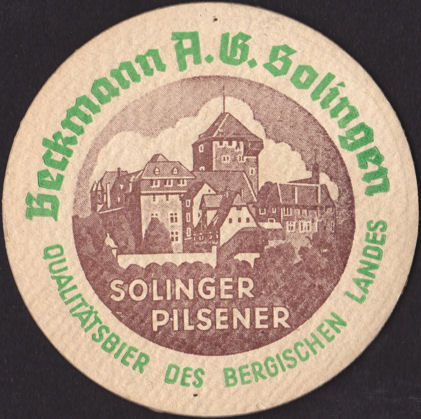 Beckmann A.G. Solingen
SOLINGER
PILSENER
QUALITÄTSBIER DES BERGISCHEN LANDES